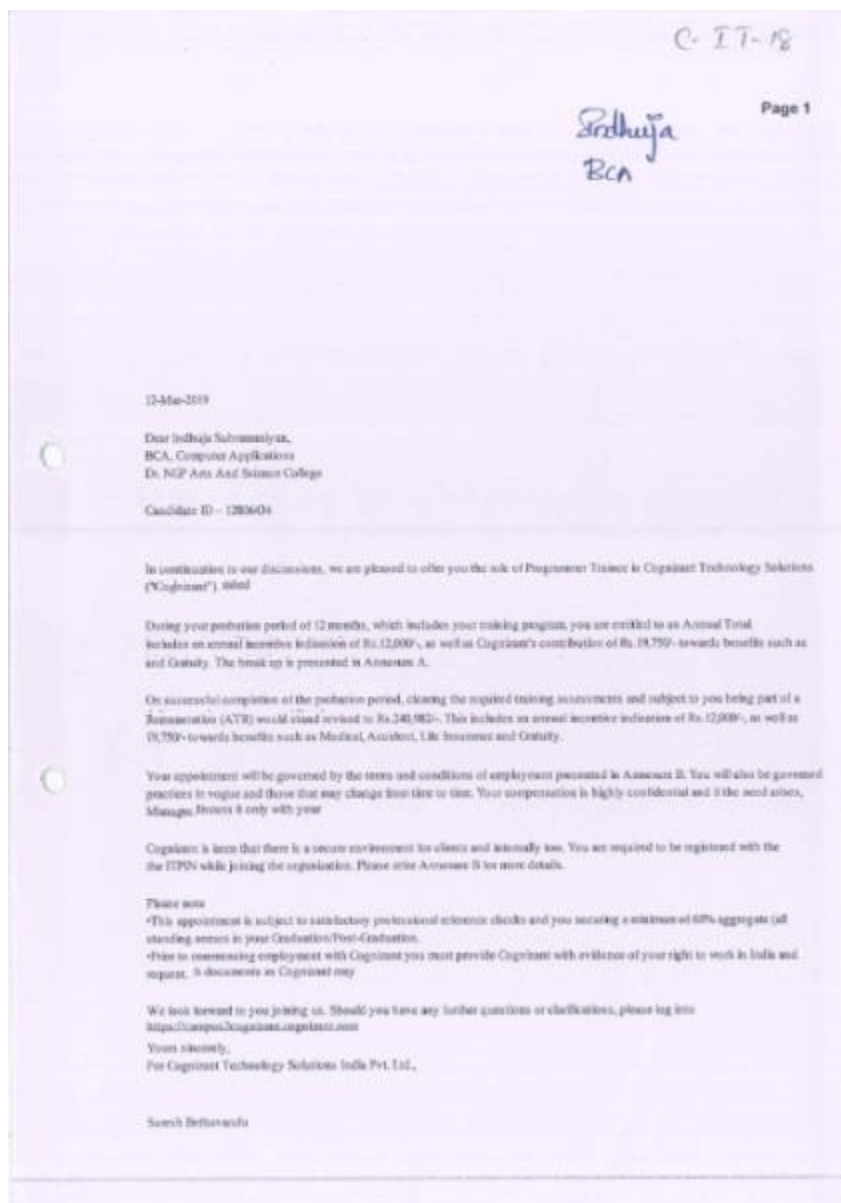 C-IT-18
Page 1
Indhuja
BCA
12-Mar-2019
Dear Indhuja Subramaniyan,
BCA, Computer Applications
Dr. NGP Arts And Science College
Candidate ID –
In continuation to our discussions, we are pleased to offer you the role of Programmer Trainee in Cognizant Technology Solutions
("Cognizant").
During your probation period of 12 months, which includes your training program, you are entitled to an Annual Total
includes an annual incentive indication of Rs.12,000/-, as well as Cognizant's contribution of Rs.19,750/- towards benefits such as
and Gratuity. The break up is presented in Annexure A.
On successful completion of the probation period, clearing the required training assessments and subject to you being part of a
Remuneration (ATR) would stand revised to This includes an annual incentive indication of Rs.12,000/-, as well as
19,750/- towards benefits such as Medical, Accident, Life Insurance and Gratuity.
Your appointment will be governed by the terms and conditions of employment presented in Annexure B. You will also be governed
practices in vogue and those that may change from time to time. Your compensation is highly confidential and if the need arises,
Manager. it only with your
Cognizant is keen that there is a secure environment for clients and internally too. You are required to be registered with the
the ITPIN while joining the organization. Please refer Annexure B for more details.
Please note
•This appointment is subject to satisfactory professional reference checks and you securing a minimum of 60% aggregate (all
standing arrears in your Graduation/Post-Graduation.
•Prior to commencing employment with Cognizant you must provide Cognizant with evidence of your right to work in India and
request. documents as Cognizant may
We look forward to you joining us. Should you have any further questions or clarifications, please log into
Yours sincerely,
For Cognizant Technology Solutions India Pvt. Ltd.,
Suresh Bethavandu